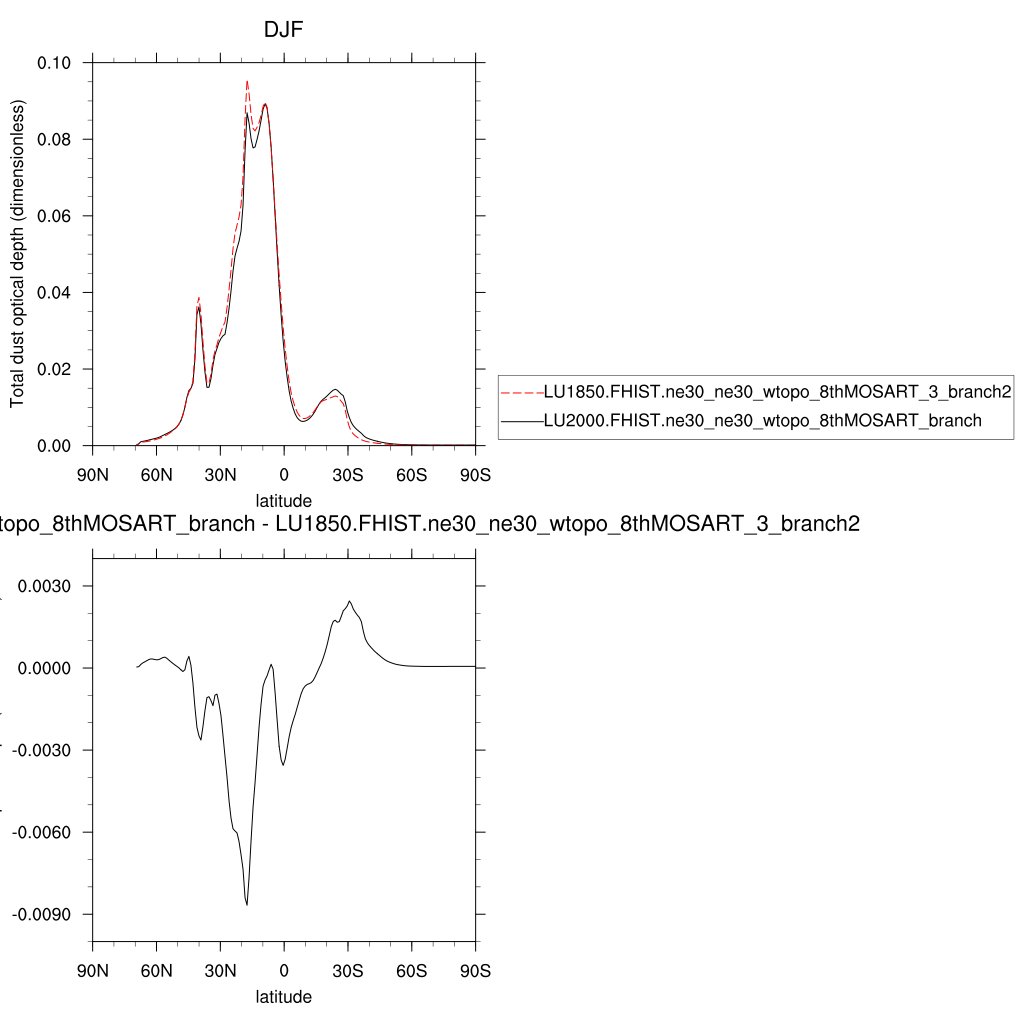 DJF
Total dust optical depth (dimensionless)
0.10
0.08
0.06
0.04
0.02
0.00
90N 60N 30N 0 30S 60S 90S
latitude
LU1850.FHIST.ne30_ne30_wtopo_8thMOSART_3_branch2
LU2000.FHIST.ne30_ne30_wtopo_8thMOSART_branch
topo_8thMOSART_branch - LU1850.FHIST.ne30_ne30_wtopo_8thMOSART_3_branch2
0.0030
0.0000
-0.0030
-0.0060
-0.0090
90N 60N 30N 0 30S 60S 90S
latitude